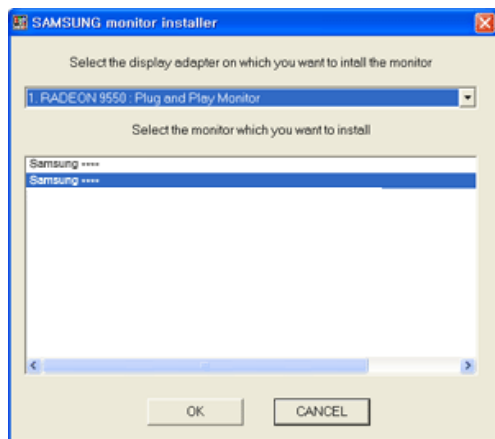 SAMSUNG monitor installer
Select the display adapter on which you want to intall the monitor
1. RADEON 9550 : Plug and Play Monitor
Select the monitor which you want to install
Samsung ----
Samsung ----
OK
CANCEL